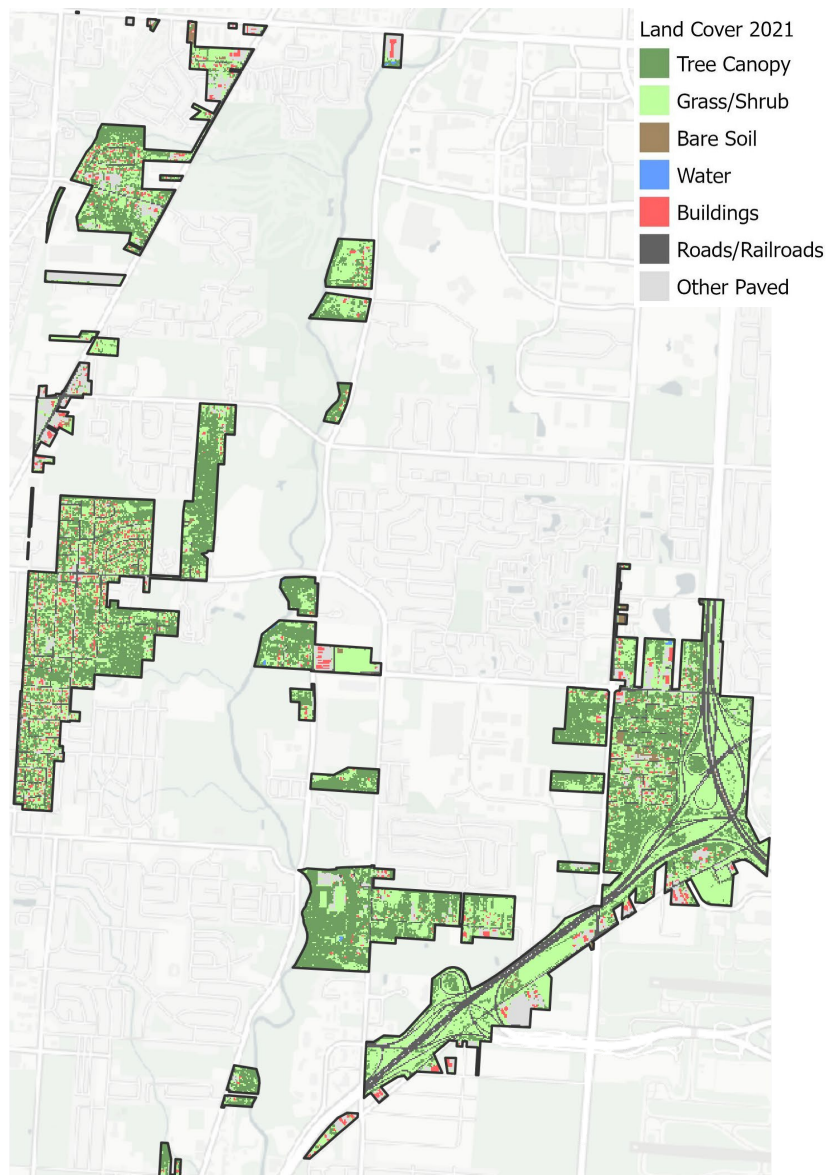 Land Cover 2021
Tree Canopy
Grass/Shrub
Bare Soil
Water
Buildings
Roads/Railroads
Other Paved